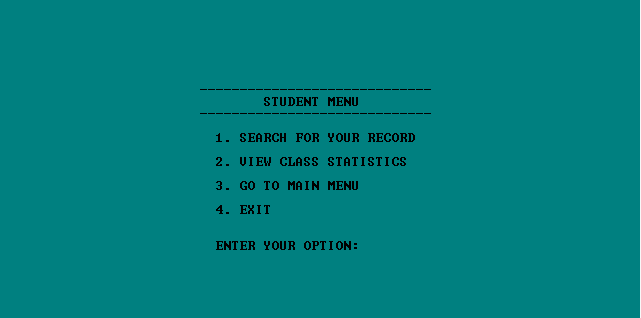 -----------------------------
STUDENT MENU
-----------------------------
1. SEARCH FOR YOUR RECORD
2. VIEW CLASS STATISTICS
3. GO TO MAIN MENU
4. EXIT
ENTER YOUR OPTION: